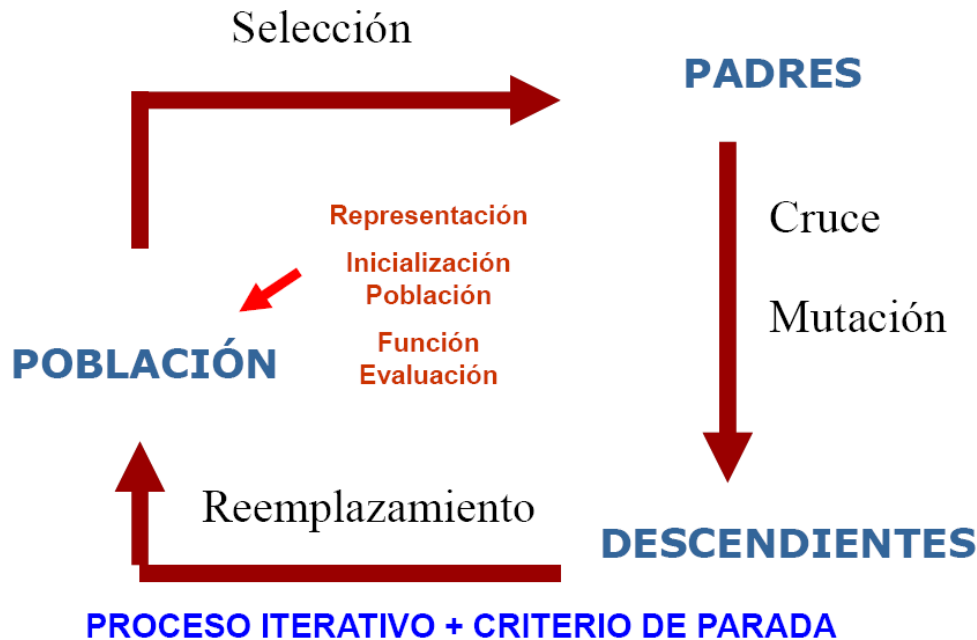 Selección
PADRES
Representación
Inicialización
Población
Función
Evaluación
Cruce
Mutación
POBLACIÓN
Reemplazamiento
DESCENDIENTES
PROCESO ITERATIVO + CRITERIO DE PARADA